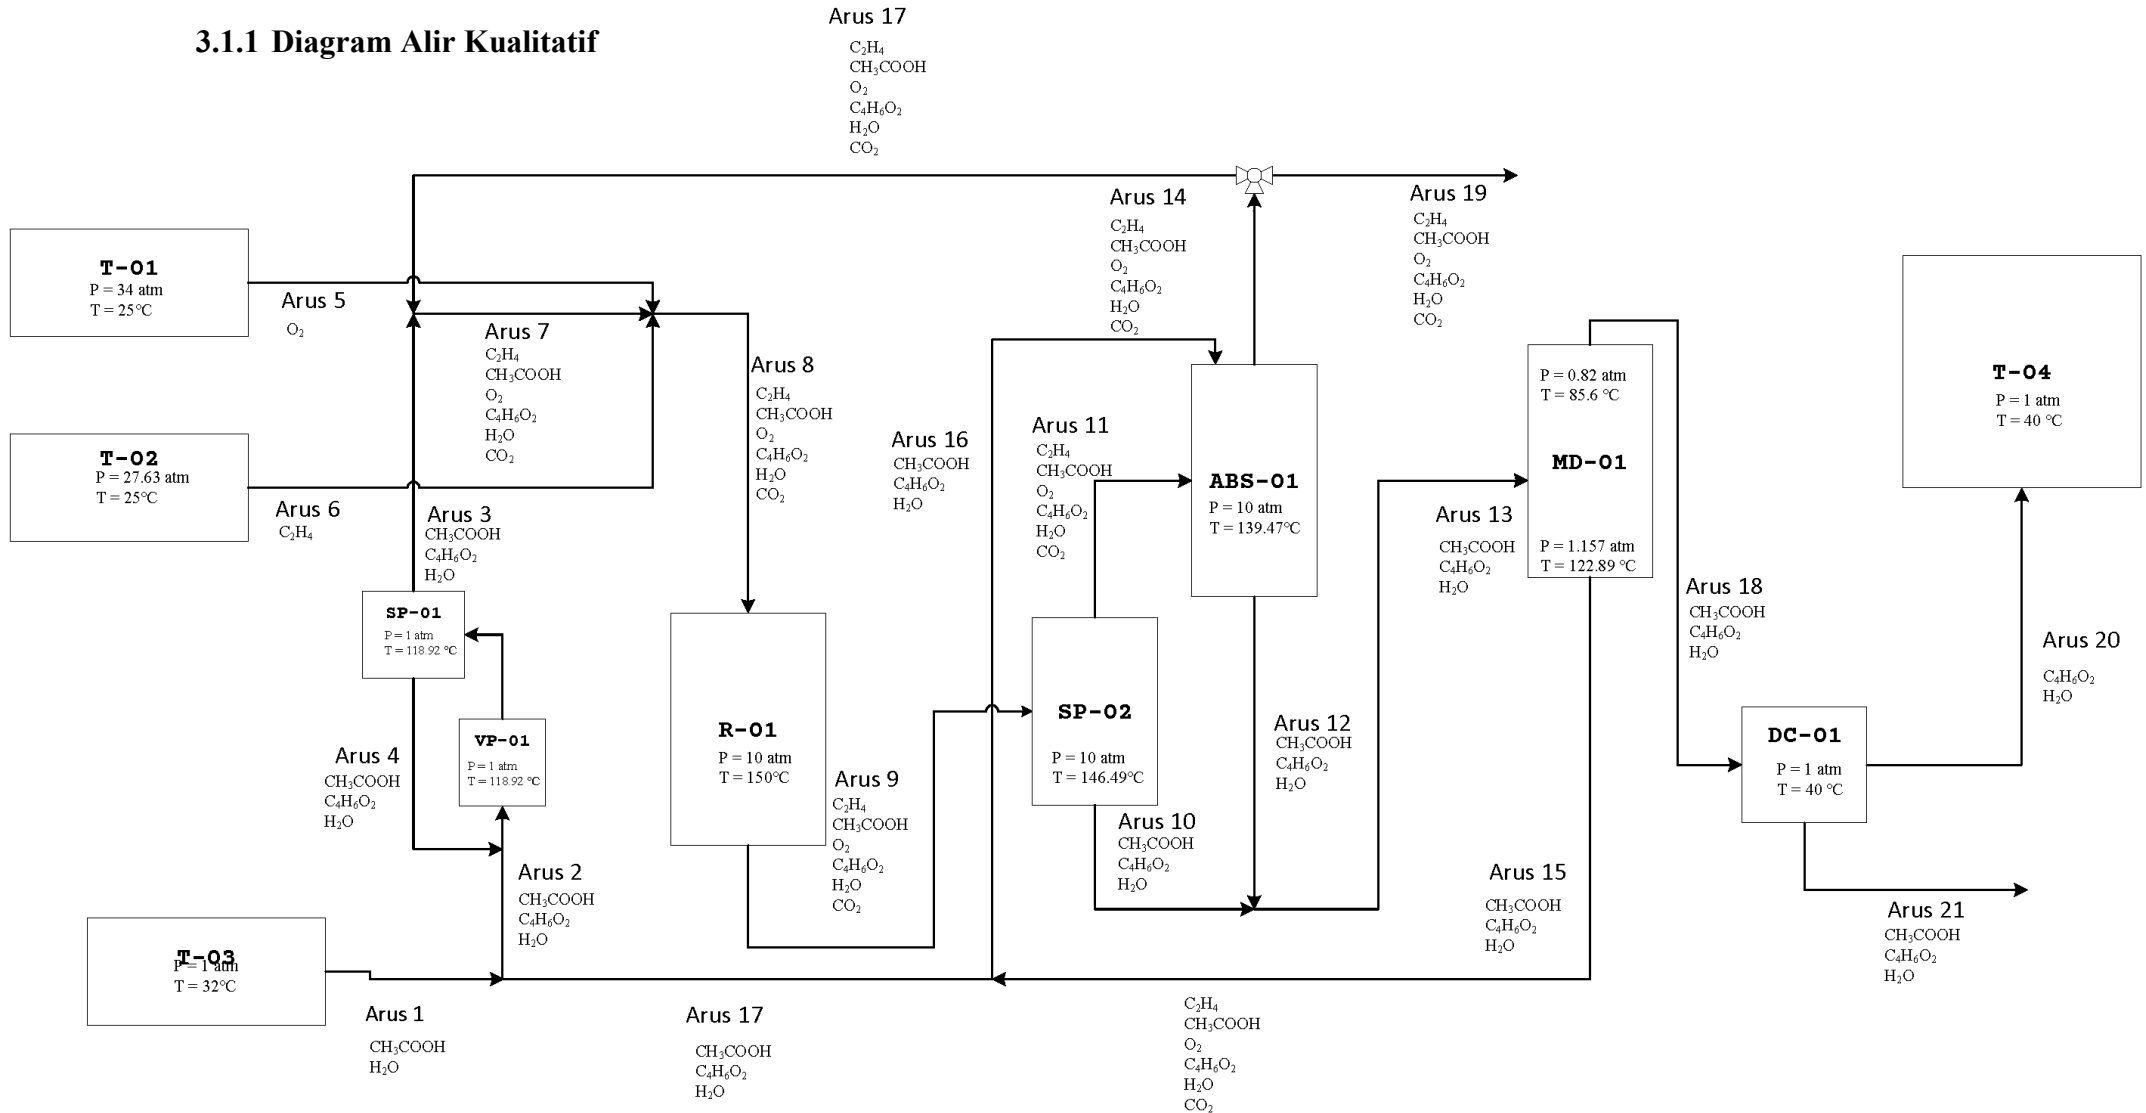 3.1.1 Diagram Alir Kualitatif
Arus 17
C₂H₄
CH₃COOH
O₂
C₄H₆O₂
H₂O
CO₂
T-01
P = 34 atm
T = 25°C
Arus 5
O₂
T-02
P = 27.63 atm
T = 25°C
Arus 6
C₂H₄
Arus 7
C₂H₄
CH₃COOH
O₂
C₄H₆O₂
H₂O
CO₂
Arus 3
CH₃COOH
C₄H₆O₂
H₂O
SP-01
P = 1 atm
T = 118.92 °C
VP-01
P = 1 atm
T = 118.92 °C
Arus 4
CH₃COOH
C₄H₆O₂
H₂O
Arus 2
CH₃COOH
C₄H₆O₂
H₂O
T-03
P = 1 atm
T = 32°C
Arus 1
CH₃COOH
H₂O
Arus 8
C₂H₄
CH₃COOH
O₂
C₄H₆O₂
H₂O
CO₂
R-01
P = 10 atm
T = 150°C
Arus 9
C₂H₄
CH₃COOH
O₂
C₄H₆O₂
H₂O
CO₂
Arus 17
CH₃COOH
C₄H₆O₂
H₂O
Arus 16
CH₃COOH
C₄H₆O₂
H₂O
Arus 11
C₂H₄
CH₃COOH
O₂
C₄H₆O₂
H₂O
CO₂
SP-02
P = 10 atm
T = 146.49°C
Arus 10
CH₃COOH
C₄H₆O₂
H₂O
Arus 14
C₂H₄
CH₃COOH
O₂
C₄H₆O₂
H₂O
CO₂
ABS-01
P = 10 atm
T = 139.47°C
Arus 12
CH₃COOH
C₄H₆O₂
H₂O
Arus 19
C₂H₄
CH₃COOH
O₂
C₄H₆O₂
H₂O
CO₂
Arus 13
CH₃COOH
C₄H₆O₂
H₂O
P = 0.82 atm
T = 85.6 °C
MD-01
P = 1.157 atm
T = 122.89 °C
Arus 15
CH₃COOH
C₄H₆O₂
H₂O
C₂H₄
CH₃COOH
O₂
C₄H₆O₂
H₂O
CO₂
Arus 18
CH₃COOH
C₄H₆O₂
H₂O
DC-01
P = 1 atm
T = 40 °C
T-04
P = 1 atm
T = 40 °C
Arus 20
C₄H₆O₂
H₂O
Arus 21
CH₃COOH
C₄H₆O₂
H₂O